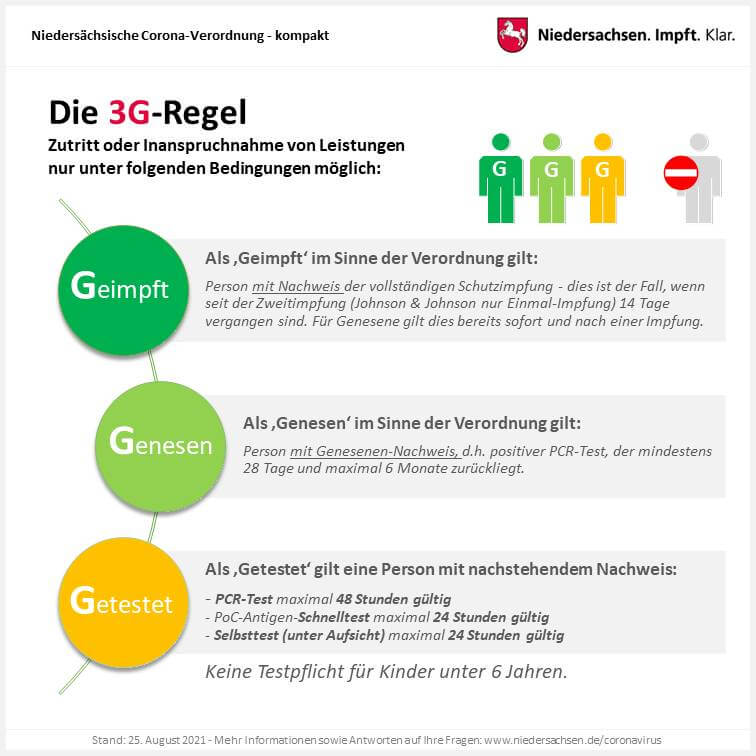 Niedersächsische Corona-Verordnung - kompakt
Niedersachsen. Impft. Klar.
Die 3G-Regel
Zutritt oder Inanspruchnahme von Leistungen
nur unter folgenden Bedingungen möglich:
G G G
Geimpft
Als ‚Geimpft‘ im Sinne der Verordnung gilt:
Person mit Nachweis der vollständigen Schutzimpfung - dies ist der Fall, wenn
seit der Zweitimpfung (Johnson & Johnson nur Einmal-Impfung) 14 Tage
vergangen sind. Für Genesene gilt dies bereits sofort und nach einer Impfung.
Genesen
Als ‚Genesen‘ im Sinne der Verordnung gilt:
Person mit Genesenen-Nachweis, d.h. positiver PCR-Test, der mindestens
28 Tage und maximal 6 Monate zurückliegt.
Getestet
Als ‚Getestet‘ gilt eine Person mit nachstehendem Nachweis:
- PCR-Test maximal 48 Stunden gültig
- PoC-Antigen-Schnelltest maximal 24 Stunden gültig
- Selbsttest (unter Aufsicht) maximal 24 Stunden gültig
Keine Testpflicht für Kinder unter 6 Jahren.
Stand: 25. August 2021 - Mehr Informationen sowie Antworten auf Ihre Fragen: www.niedersachsen.de/coronavirus